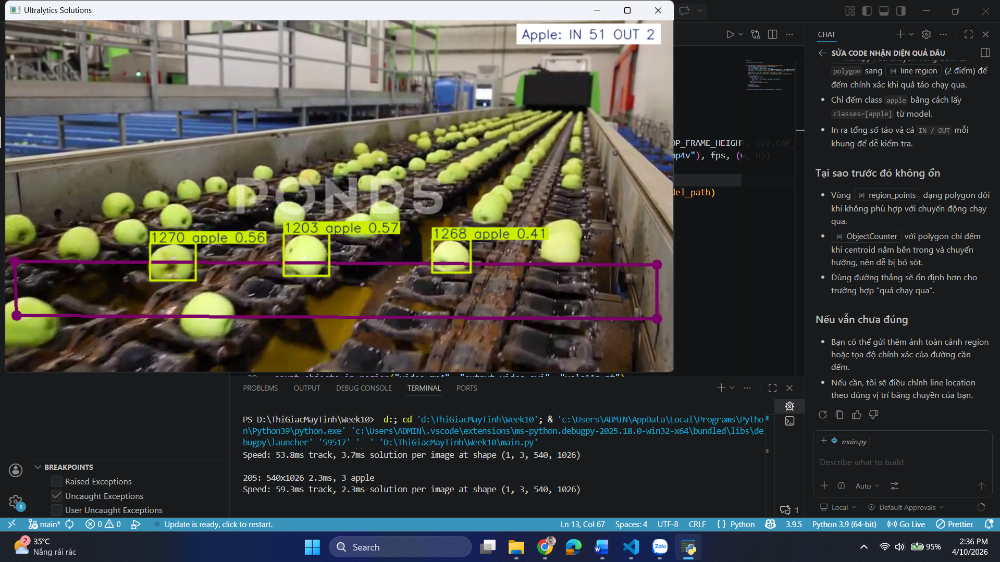 Ultralytics Solutions
Apple: IN 51 OUT 2
POND5
1270 apple 0.56
1203 apple 0.57
1268 apple 0.41
OP_FRAME_HEIGHT, cv2.CAP_
mp4v"), fps, (w, h))
del_path)
CHAT
SỬA CODE NHẬN DIỆN QUẢ DÂU
polygon sang line region (2 điểm) để
đếm chính xác khi quả táo chạy qua.
Chỉ đếm class apple bằng cách lấy
classes=[apple] từ model.
In ra tổng số táo và cả IN / OUT mỗi
khung để dễ kiểm tra.
Tại sao trước đó không ổn
Vùng region_points dạng polygon đôi
khi không phù hợp với chuyển động chạy
qua.
ObjectCounter với polygon chỉ đếm
khi centroid nằm bên trong và chuyển
hướng, nên dễ bị bỏ sót.
Dùng đường thẳng sẽ ổn định hơn cho
trường hợp “quả chạy qua”.
Nếu vẫn chưa đúng
Bạn có thể gửi thêm ảnh toàn cảnh region
hoặc tọa độ chính xác của đường cần
đếm.
Nếu cần, tôi sẽ điều chỉnh line location
theo đúng vị trí băng chuyền của bạn.
main.py
Describe what to build
Auto
Local
Default Approvals
PROBLEMS
OUTPUT
DEBUG CONSOLE
TERMINAL
PORTS
PS D:\ThiGiacMayTinh\Week10>  d:; cd 'd:\ThiGiacMayTinh\Week10'; & 'c:\Users\ADMIN\AppData\Local\Programs\Pytho
n\Python39\python.exe' 'c:\Users\ADMIN\.vscode\extensions\ms-python.debugpy-2025.18.0-win32-x64\bundled\libs\de
bugpy\launcher' '59517' '--' 'D:\ThiGiacMayTinh\Week10\main.py'
Speed: 53.8ms track, 3.7ms solution per image at shape (1, 3, 540, 1026)
205: 540x1026 2.3ms, 3 apple
Speed: 59.3ms track, 2.3ms solution per image at shape (1, 3, 540, 1026)
1
BREAKPOINTS
Raised Exceptions
Uncaught Exceptions
User Uncaught Exceptions
1
main*
0
0
Update is ready, click to restart.
Ln 13, Col 67
Spaces: 4
UTF-8
CRLF
{ } Python
3.9.5
Python 3.9 (64-bit)
Go Live
Prettier
2
35°C
Nắng rải rác
Search
Zalo
95%
2:36 PM
4/10/2026